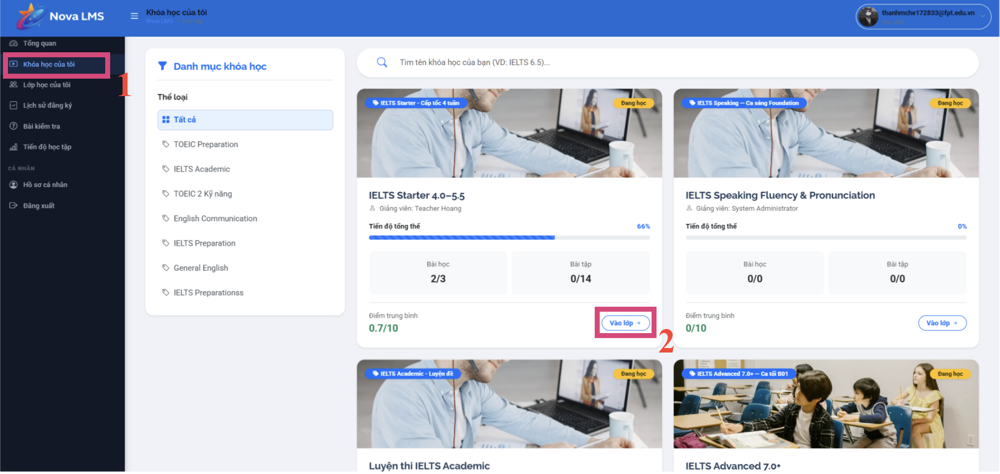 Nova LMS
Khóa học của tôi
Nova LMS
Học tập
thanhmche172833@fpt.edu.vn
Học viên
Tổng quan
Khóa học của tôi
1
Lớp học của tôi
Lịch sử đăng ký
Bài kiểm tra
Tiến độ học tập
CÁ NHÂN
Hồ sơ cá nhân
Đăng xuất
Danh mục khóa học
Thể loại
Tất cả
TOEIC Preparation
IELTS Academic
TOEIC 2 Kỹ năng
English Communication
IELTS Preparation
General English
IELTS Preparationss
Tìm tên khóa học của bạn (VD: IELTS 6.5)...
IELTS Starter - Cấp tốc 4 tuần
Đang học
IELTS Starter 4.0–5.5
Giảng viên: Teacher Hoang
Tiến độ tổng thể 66%
Bài học
2/3
Bài tập
0/14
Điểm trung bình
0.7/10
Vào lớp →
2
IELTS Speaking — Ca sáng Foundation
Đang học
IELTS Speaking Fluency & Pronunciation
Giảng viên: System Administrator
Tiến độ tổng thể 0%
Bài học
0/0
Bài tập
0/0
Điểm trung bình
0/10
Vào lớp →
IELTS Academic - Luyện đề
Đang học
Luyện thi IELTS Academic
IELTS Advanced 7.0+ — Ca tối B01
Đang học
IELTS Advanced 7.0+